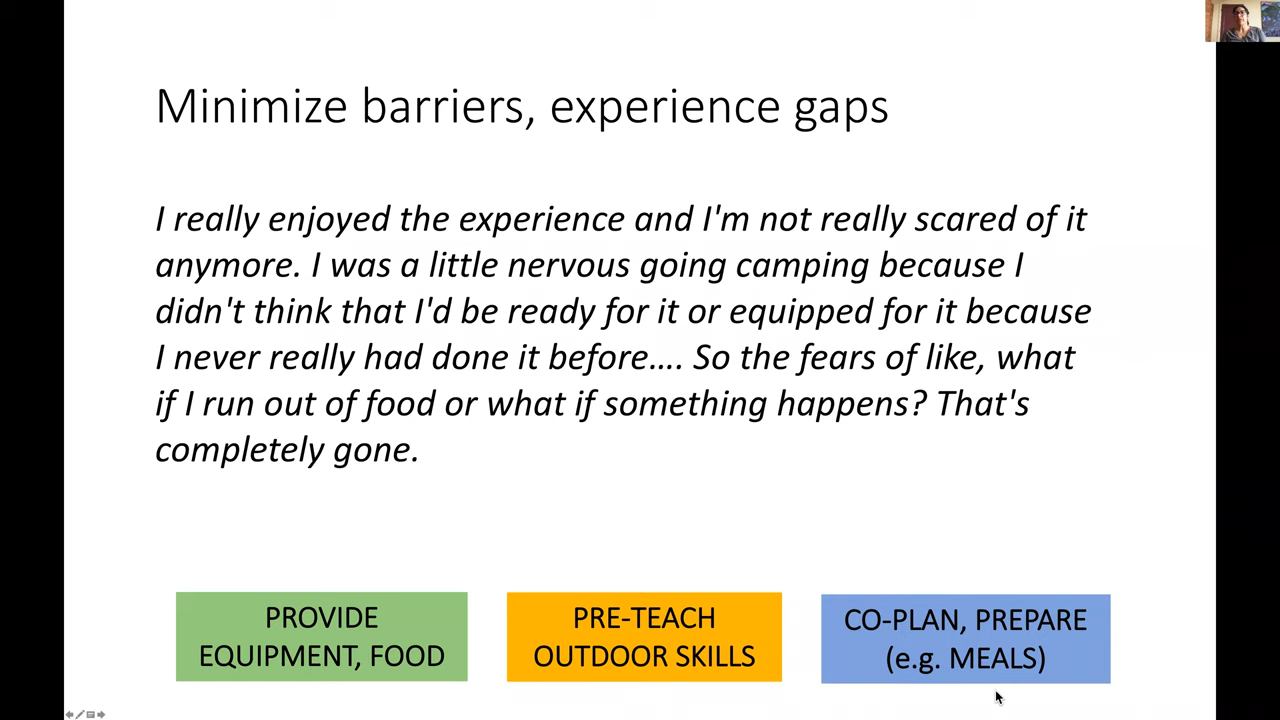 Minimize barriers, experience gaps
I really enjoyed the experience and I'm not really scared of it
anymore. I was a little nervous going camping because I
didn't think that I'd be ready for it or equipped for it because
I never really had done it before…. So the fears of like, what
if I run out of food or what if something happens? That's
completely gone.
PROVIDE
EQUIPMENT, FOOD
PRE-TEACH
OUTDOOR SKILLS
CO-PLAN, PREPARE
(e.g. MEALS)